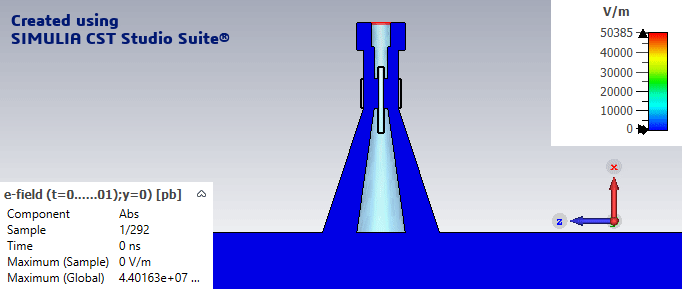 Created using
SIMULIA CST Studio Suite®
V/m
50385
40000
30000
20000
10000
0
x
z
e-field (t=0......01);y=0) [pb]
Component Abs
Sample 1/292
Time 0 ns
Maximum (Sample) 0 V/m
Maximum (Global) 4.40163e+07 ...